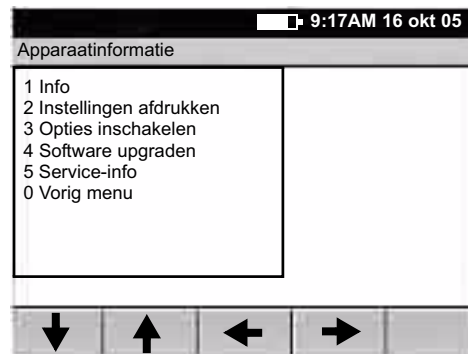 9:17AM 16 okt 05
Apparaatinformatie
1 Info
2 Instellingen afdrukken
3 Opties inschakelen
4 Software upgraden
5 Service-info
0 Vorig menu